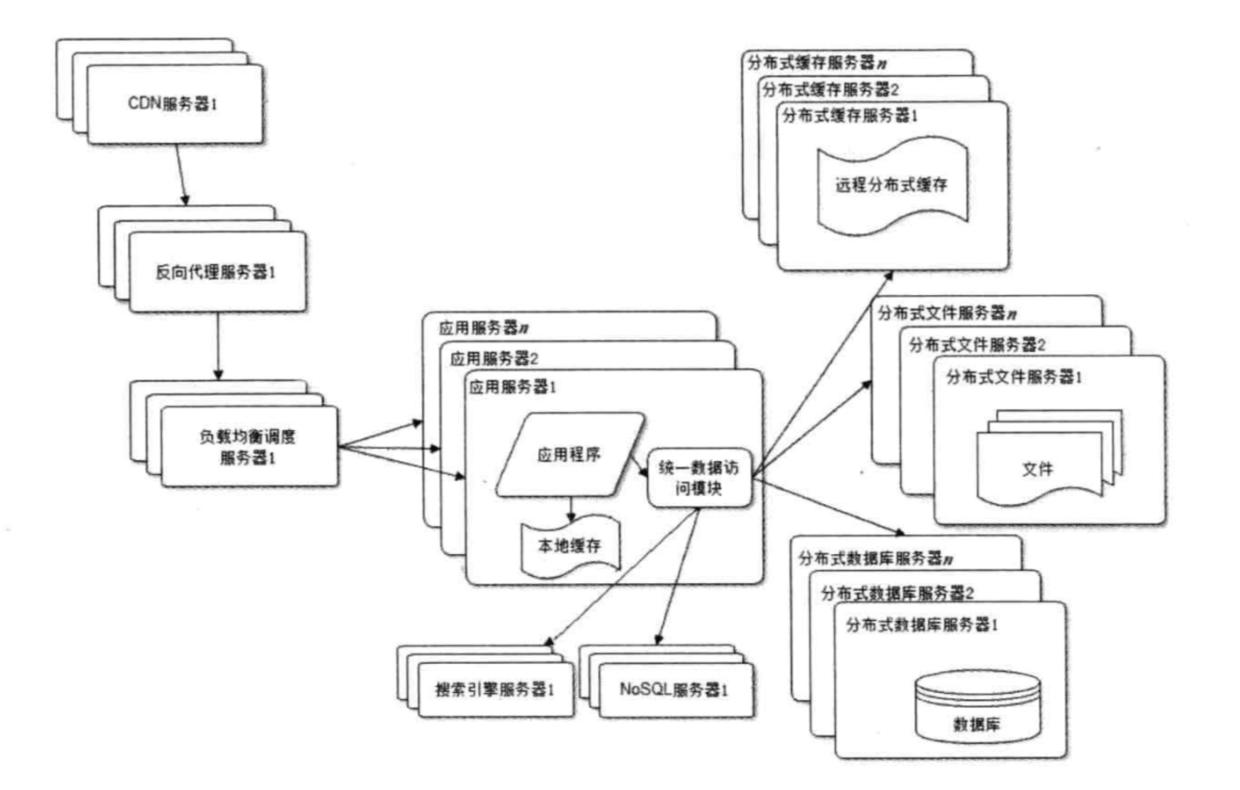 CDN服务器1
反向代理服务器1
负载均衡调度
服务器1
应用服务器n
应用服务器2
应用服务器1
应用程序
统一数据访
问模块
本地缓存
搜索引擎服务器1
NoSQL服务器1
分布式缓存服务器n
分布式缓存服务器2
分布式缓存服务器1
远程分布式缓存
分布式文件服务器n
分布式文件服务器2
分布式文件服务器1
文件
分布式数据库服务器n
分布式数据库服务器2
分布式数据库服务器1
数据库